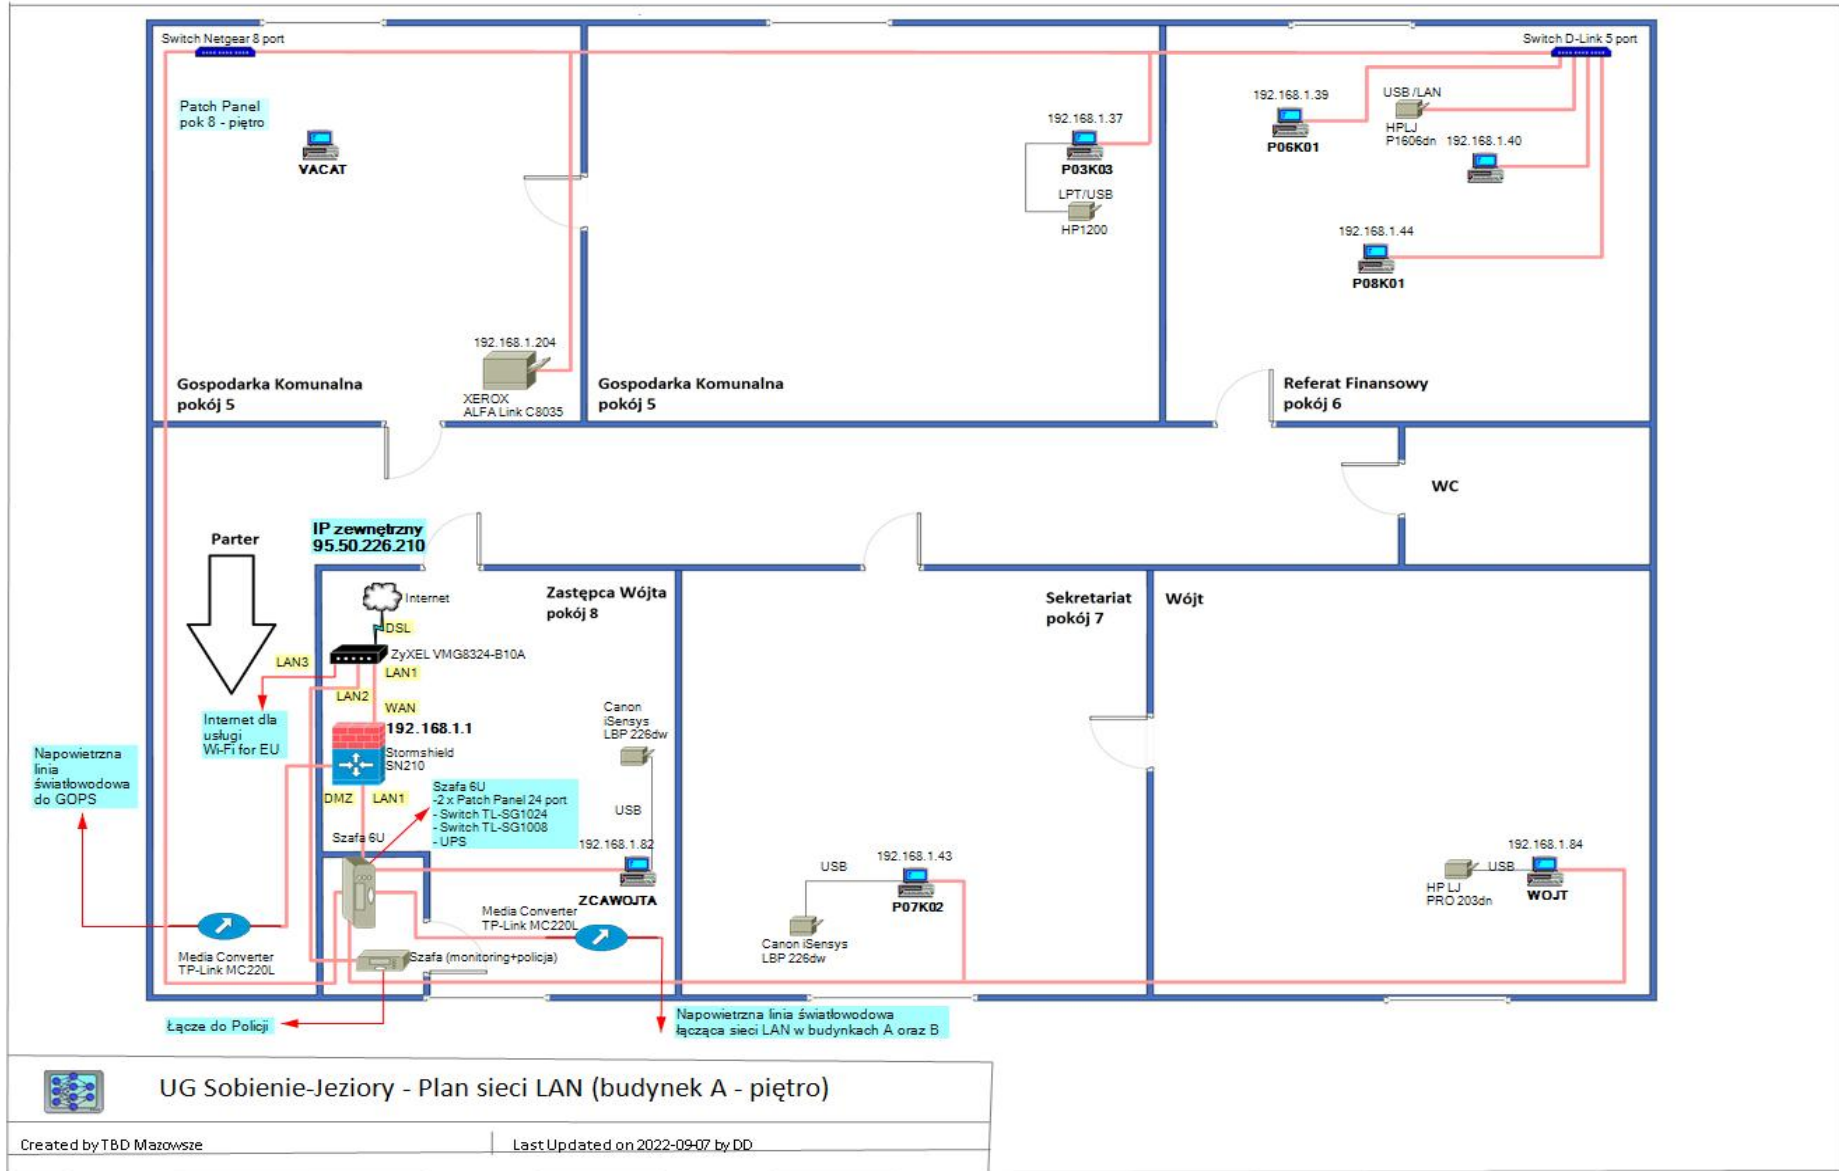 Switch Netgear 8 port
Switch D-Link 5 port
Patch Panel
pok 8 - piętro
VACAT
192.168.1.37
P03K03
LPT/USB
HP1200
192.168.1.39
P06K01
USB/LAN
HPLJ
P1606dn
192.168.1.40
192.168.1.44
P08K01
192.168.1.204
XEROX
ALFA Link C8035
Gospodarka Komunalna
pokój 5
Gospodarka Komunalna
pokój 5
Referat Finansowy
pokój 6
WC
Parter
IP zewnętrzny
95.50.226.210
Internet
DSL
ZyXEL VMG8324-B10A
LAN3
LAN1
LAN2
WAN
192.168.1.1
Stormshield
SN210
DMZ
LAN1
Zastępca Wójta
pokój 8
Sekretariat
pokój 7
Wójt
Internet dla
usługi
Wi-Fi for EU
Napowietrzna
linia
światłowodowa
do GOPS
Szafa 6U
-2 x Patch Panel 24 port
- Switch TL-SG1024
- Switch TL-SG1008
- UPS
Szafa 6U
Canon
iSensys
LBP 226dw
USB
192.168.1.82
ZCAWOJTA
Media Converter
TP-Link MC220L
Media Converter
TP-Link MC220L
Szafa (monitoring+policja)
USB
192.168.1.43
P07K02
Canon iSensys
LBP 226dw
192.168.1.84
USB
HP LJ
PRO 203dn
WOJT
Łącze do Policji
Napowietrzna linia światłowodowa
łącząca sieci LAN w budynkach A oraz B
UG Sobienie-Jeziory - Plan sieci LAN (budynek A - piętro)
Created by TBD Mazowsze
Last Updated on 2022-09-07 by DD